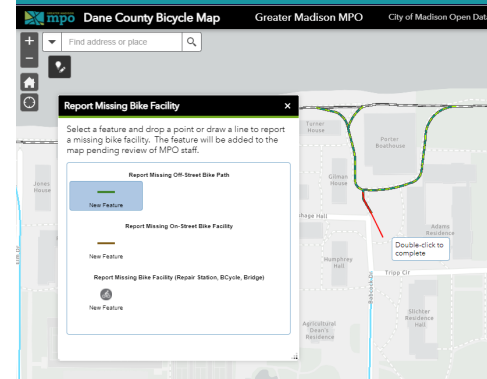 mpo Dane County Bicycle Map Greater Madison MPO City of Madison Open Dat
Find address or place
Report Missing Bike Facility ×
Select a feature and drop a point or draw a line to report
a missing bike facility. The feature will be added to the
map pending review of MPO staff.
Report Missing Off-Street Bike Path
New Feature
Report Missing On-Street Bike Facility
New Feature
Report Missing Bike Facility (Repair Station, BCycle, Bridge)
New Feature
Turner
House
Porter
Boathouse
Jones
House
Gilman
House
hage Hall
Adams
Residence
Double-click to
complete
Humphrey
Hall
Tripp Cir
Babcock Dr
Elm Dr
Slichter
Residence
Hall
Agricultural
Dean's
Residence